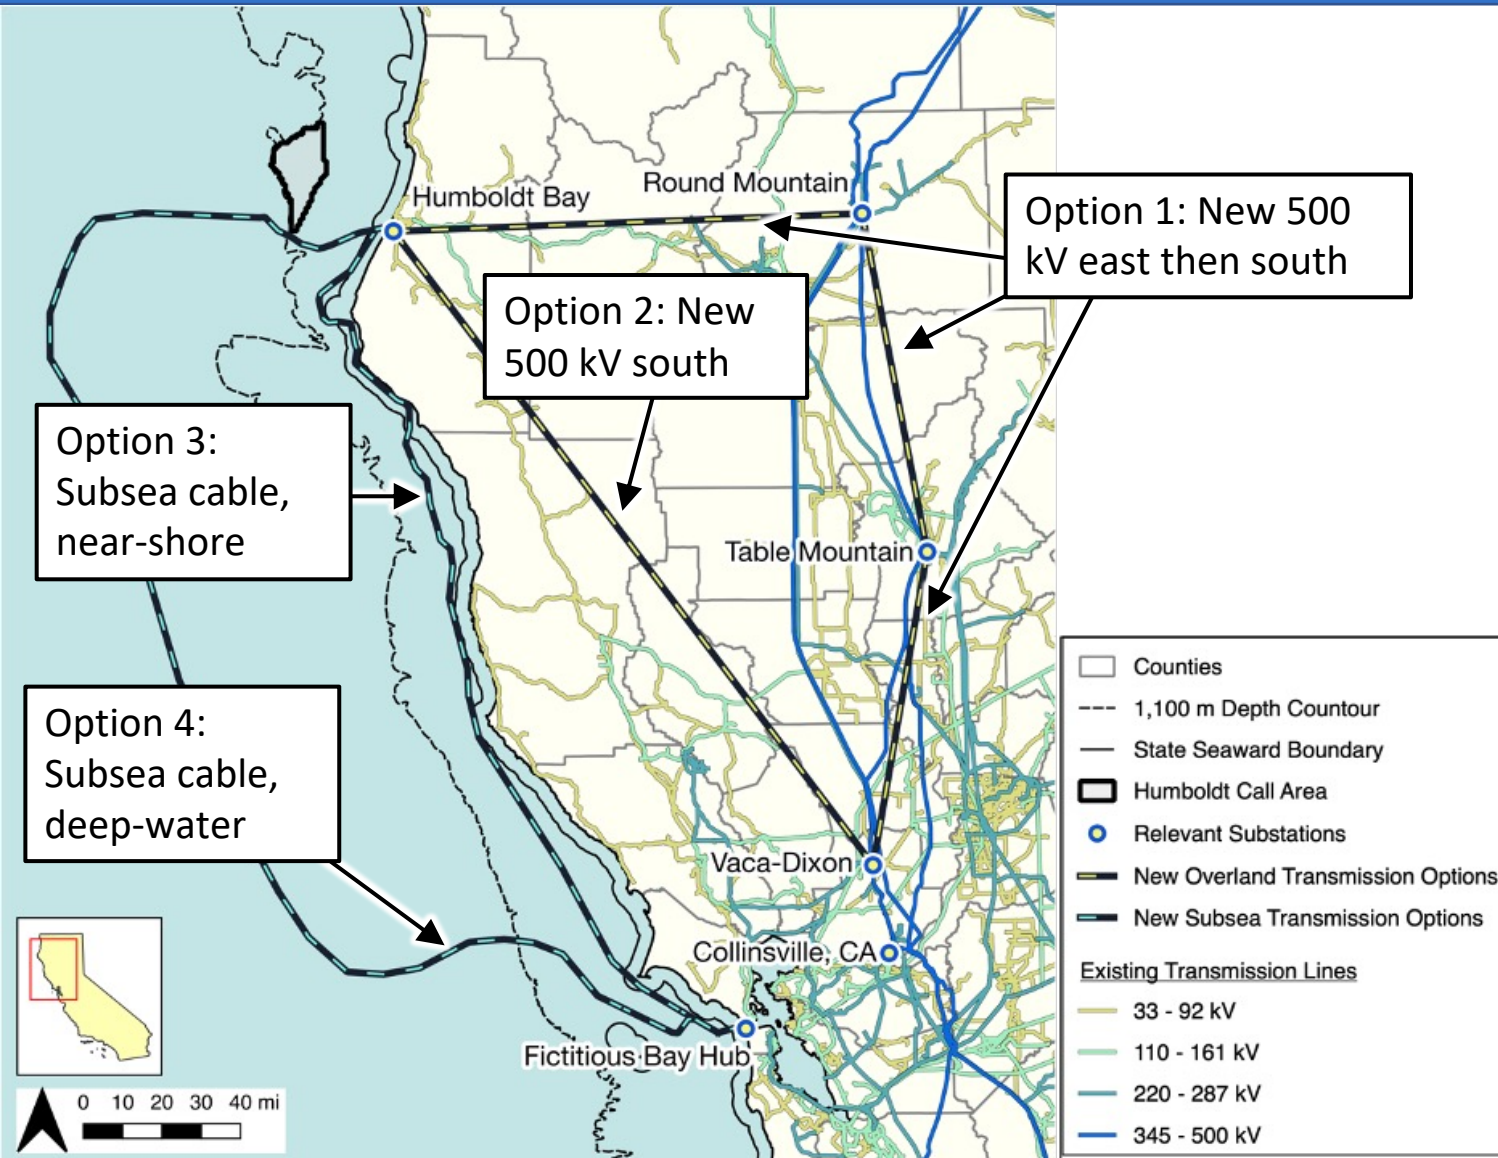 Humboldt Bay
Round Mountain
Option 1: New 500
kV east then south
Option 2: New
500 kV south
Option 3:
Subsea cable,
near-shore
Table Mountain
Option 4:
Subsea cable,
deep-water
Vaca-Dixon
Collinsville, CA
Fictitious Bay Hub
0 10 20 30 40 mi
Counties
1,100 m Depth Countour
State Seaward Boundary
Humboldt Call Area
Relevant Substations
New Overland Transmission Options
New Subsea Transmission Options
Existing Transmission Lines
33 - 92 kV
110 - 161 kV
220 - 287 kV
345 - 500 kV